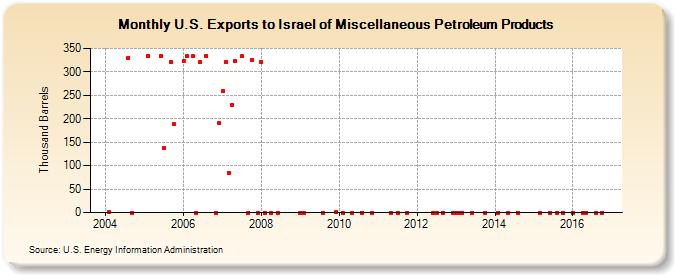 Monthly U.S. Exports to Israel of Miscellaneous Petroleum Products
Thousand Barrels
350
300
250
200
150
100
50
0
2004 2006 2008 2010 2012 2014 2016
Source: U.S. Energy Information Administration